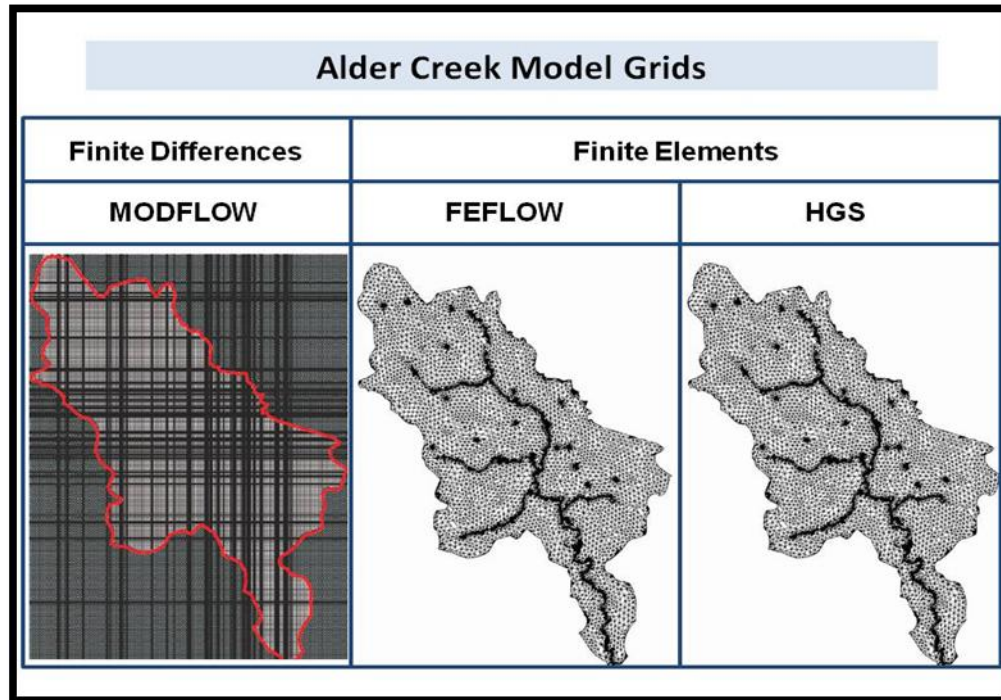 Alder Creek Model Grids
Finite Differences
Finite Elements
MODFLOW
FEFLOW
HGS